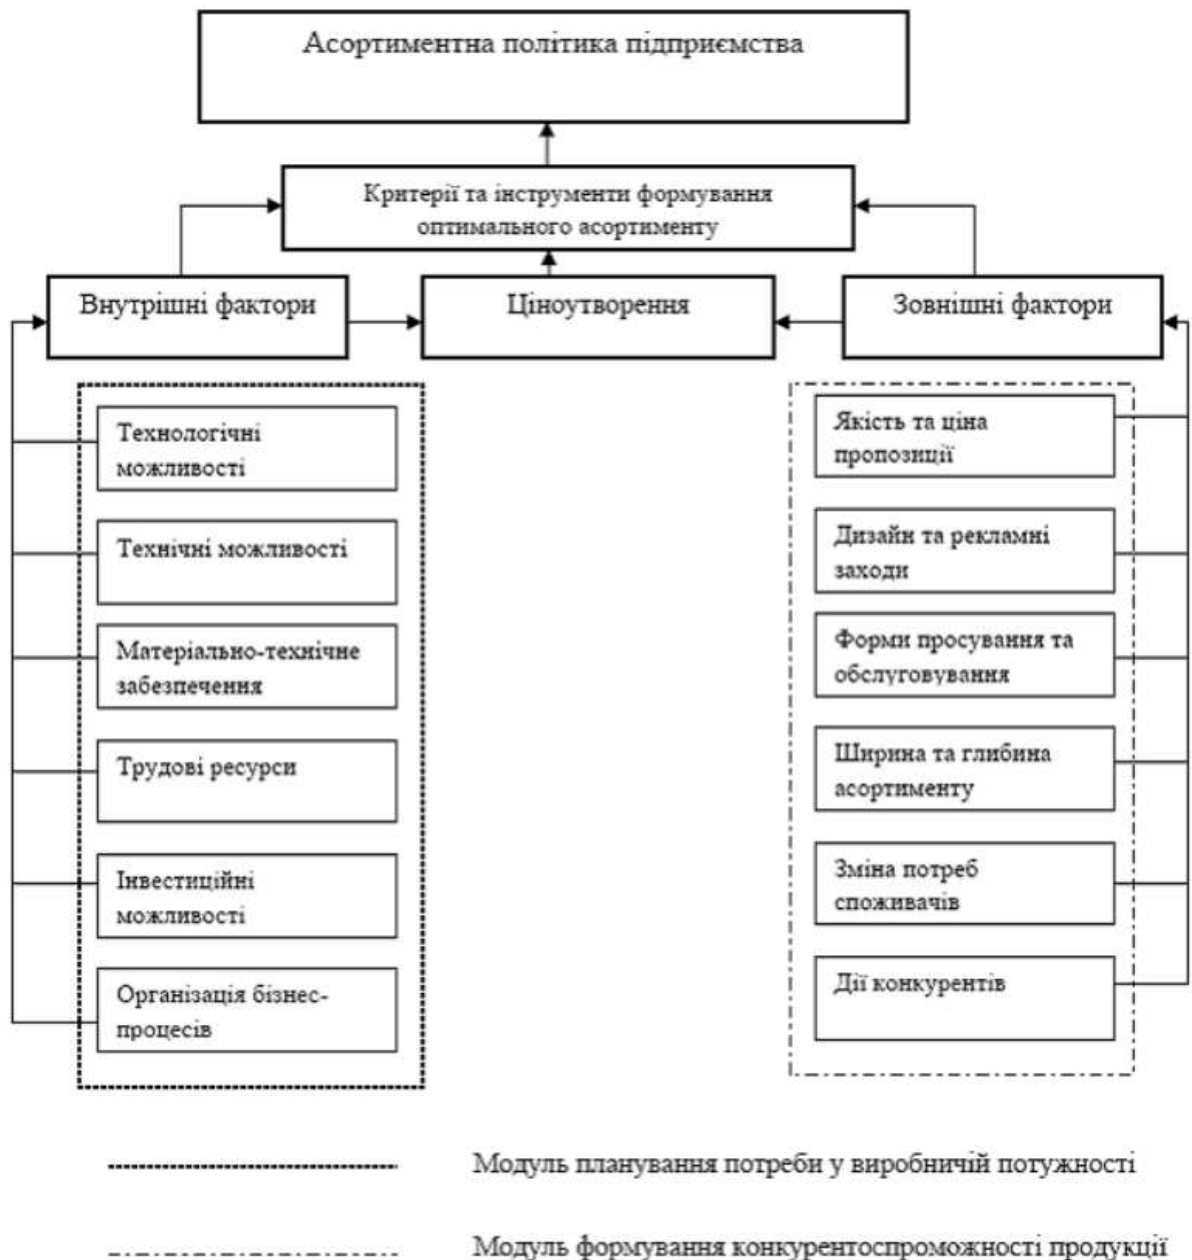 Асортиментна політика підприємства
Критерії та інструменти формування
оптимального асортименту
Внутрішні фактори
Ціноутворення
Зовнішні фактори
Технологічні
можливості
Технічні можливості
Матеріально-технічне
забезпечення
Трудові ресурси
Інвестиційні
можливості
Організація бізнес-
процесів
Якість та ціна
пропозиції
Дизайн та рекламні
заходи
Форми просування та
обслуговування
Ширина та глибина
асортименту
Зміна потреб
споживачів
Дії конкурентів
Модуль планування потреби у виробничій потужності
Модуль формування конкурентоспроможності продукції